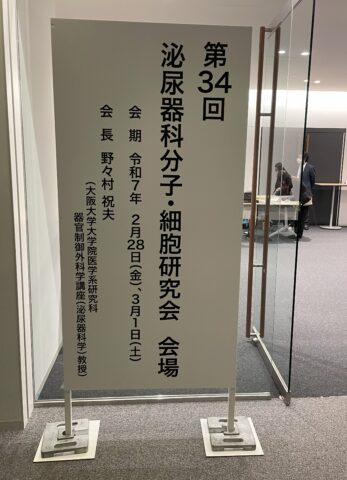 第34回
泌尿器科分子・細胞研究会　会場
会　期　令和7年　2月28日(金)、3月1日(土)
会　長　野々村 祝夫
(大阪大学大学院医学系研究科
器官制御外科学講座(泌尿器科学)教授)